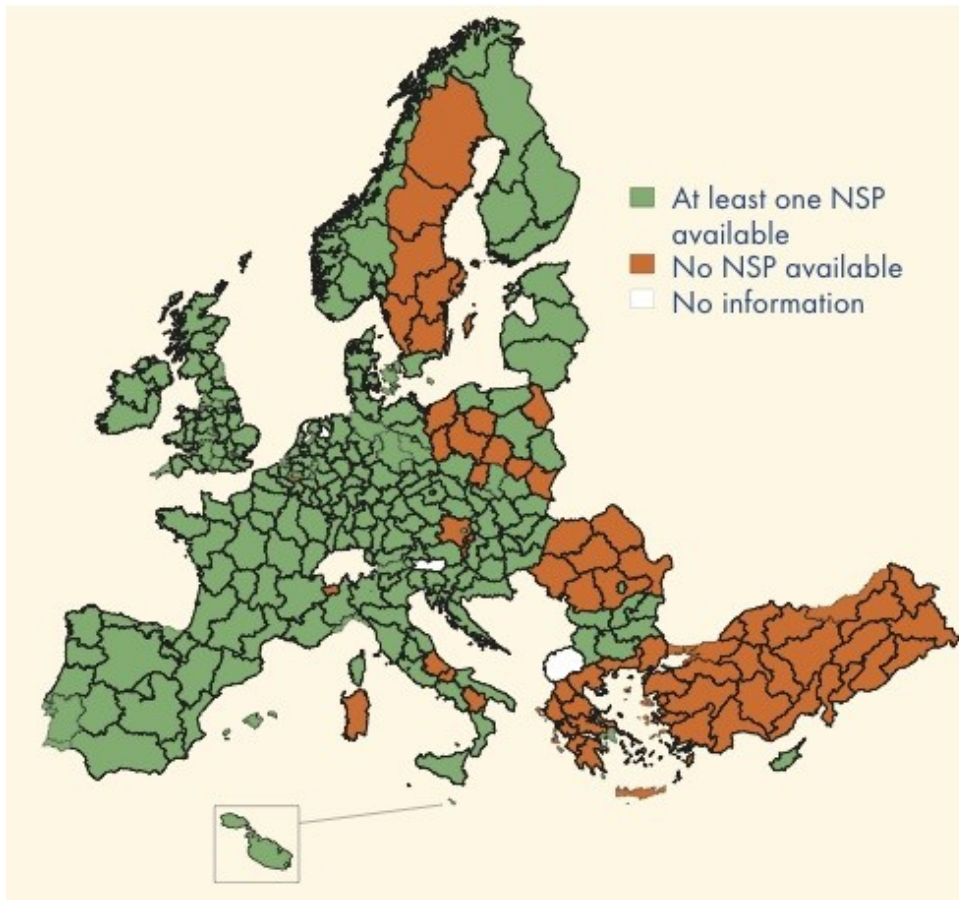 At least one NSP
available
No NSP available
No information